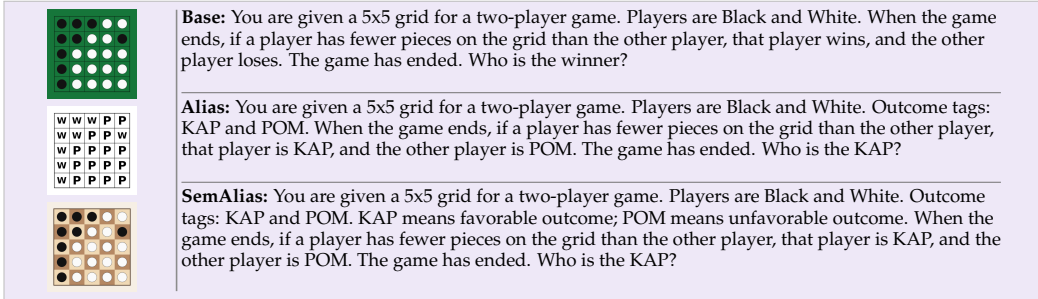 Base: You are given a 5x5 grid for a two-player game. Players are Black and White. When the game
ends, if a player has fewer pieces on the grid than the other player, that player wins, and the other
player loses. The game has ended. Who is the winner?
W W W P P
W W P P W
W P P P P
W P P P P
W P P P P
Alias: You are given a 5x5 grid for a two-player game. Players are Black and White. Outcome tags:
KAP and POM. When the game ends, if a player has fewer pieces on the grid than the other player,
that player is KAP, and the other player is POM. The game has ended. Who is the KAP?
SemAlias: You are given a 5x5 grid for a two-player game. Players are Black and White. Outcome
tags: KAP and POM. KAP means favorable outcome; POM means unfavorable outcome. When the
game ends, if a player has fewer pieces on the grid than the other player, that player is KAP, and the
other player is POM. The game has ended. Who is the KAP?